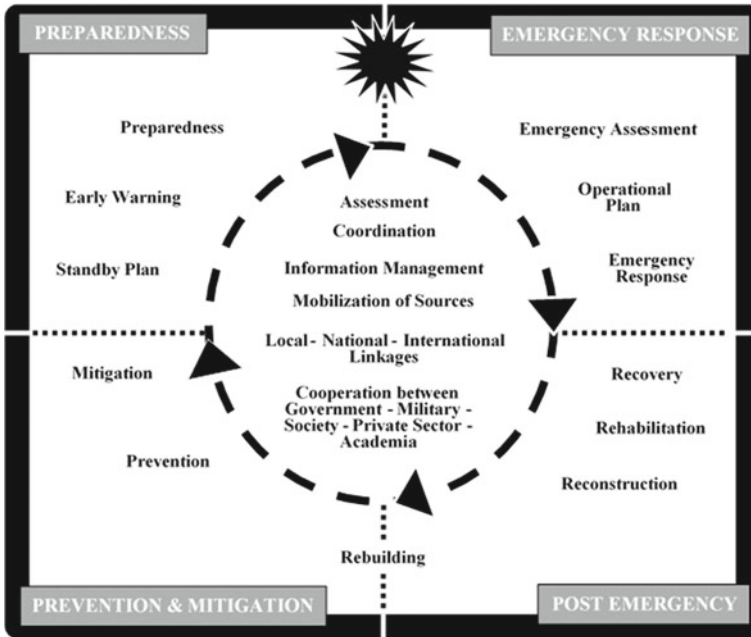 PREPAREDNESS
EMERGENCY RESPONSE
Preparedness
Early Warning
Standby Plan
Emergency Assessment
Operational
Plan
Emergency
Response
Assessment
Coordination
Information Management
Mobilization of Sources
Local - National - International
Linkages
Cooperation between
Government - Military -
Society - Private Sector -
Academia
Mitigation
Prevention
Recovery
Rehabilitation
Reconstruction
Rebuilding
PREVENTION & MITIGATION
POST EMERGENCY